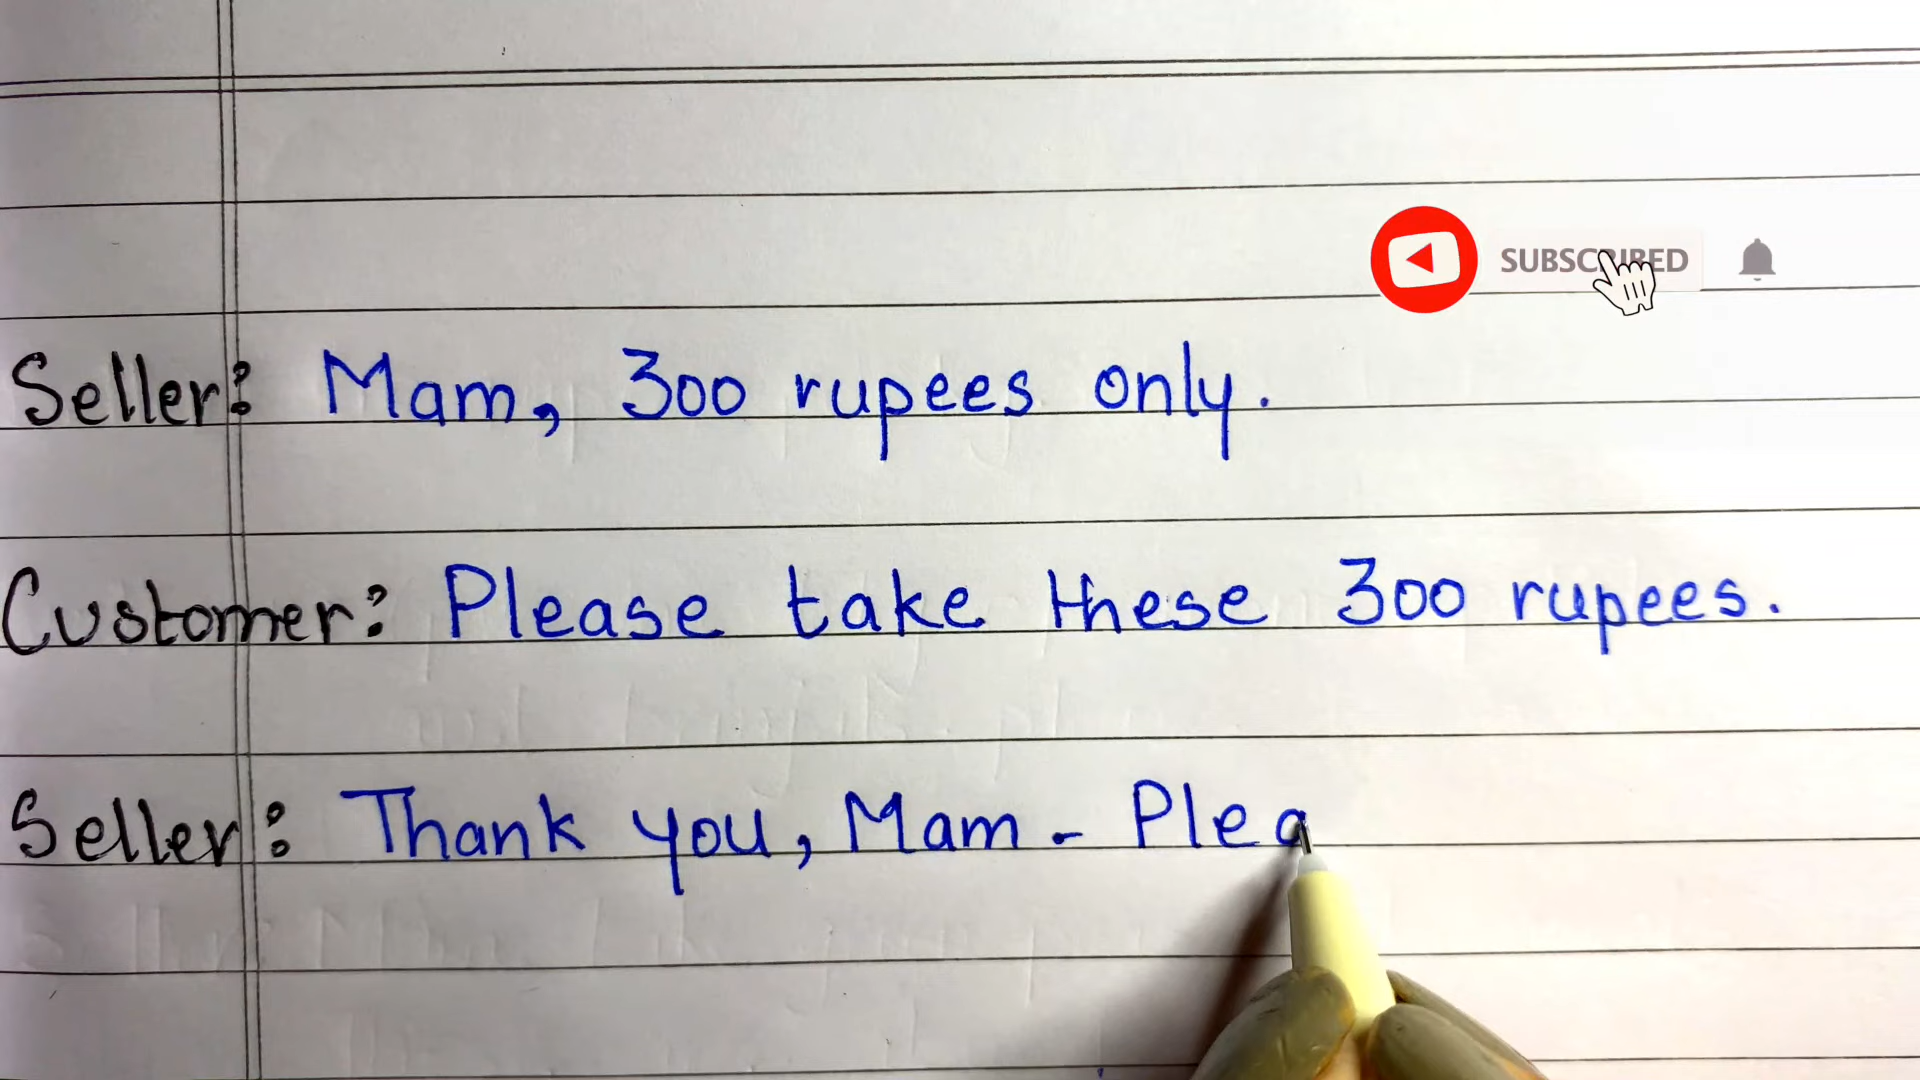 SUBSCRIBED
Seller: Mam, 300 rupees only.
Customer: Please take these 300 rupees.
Seller: Thank you, Mam - Plea